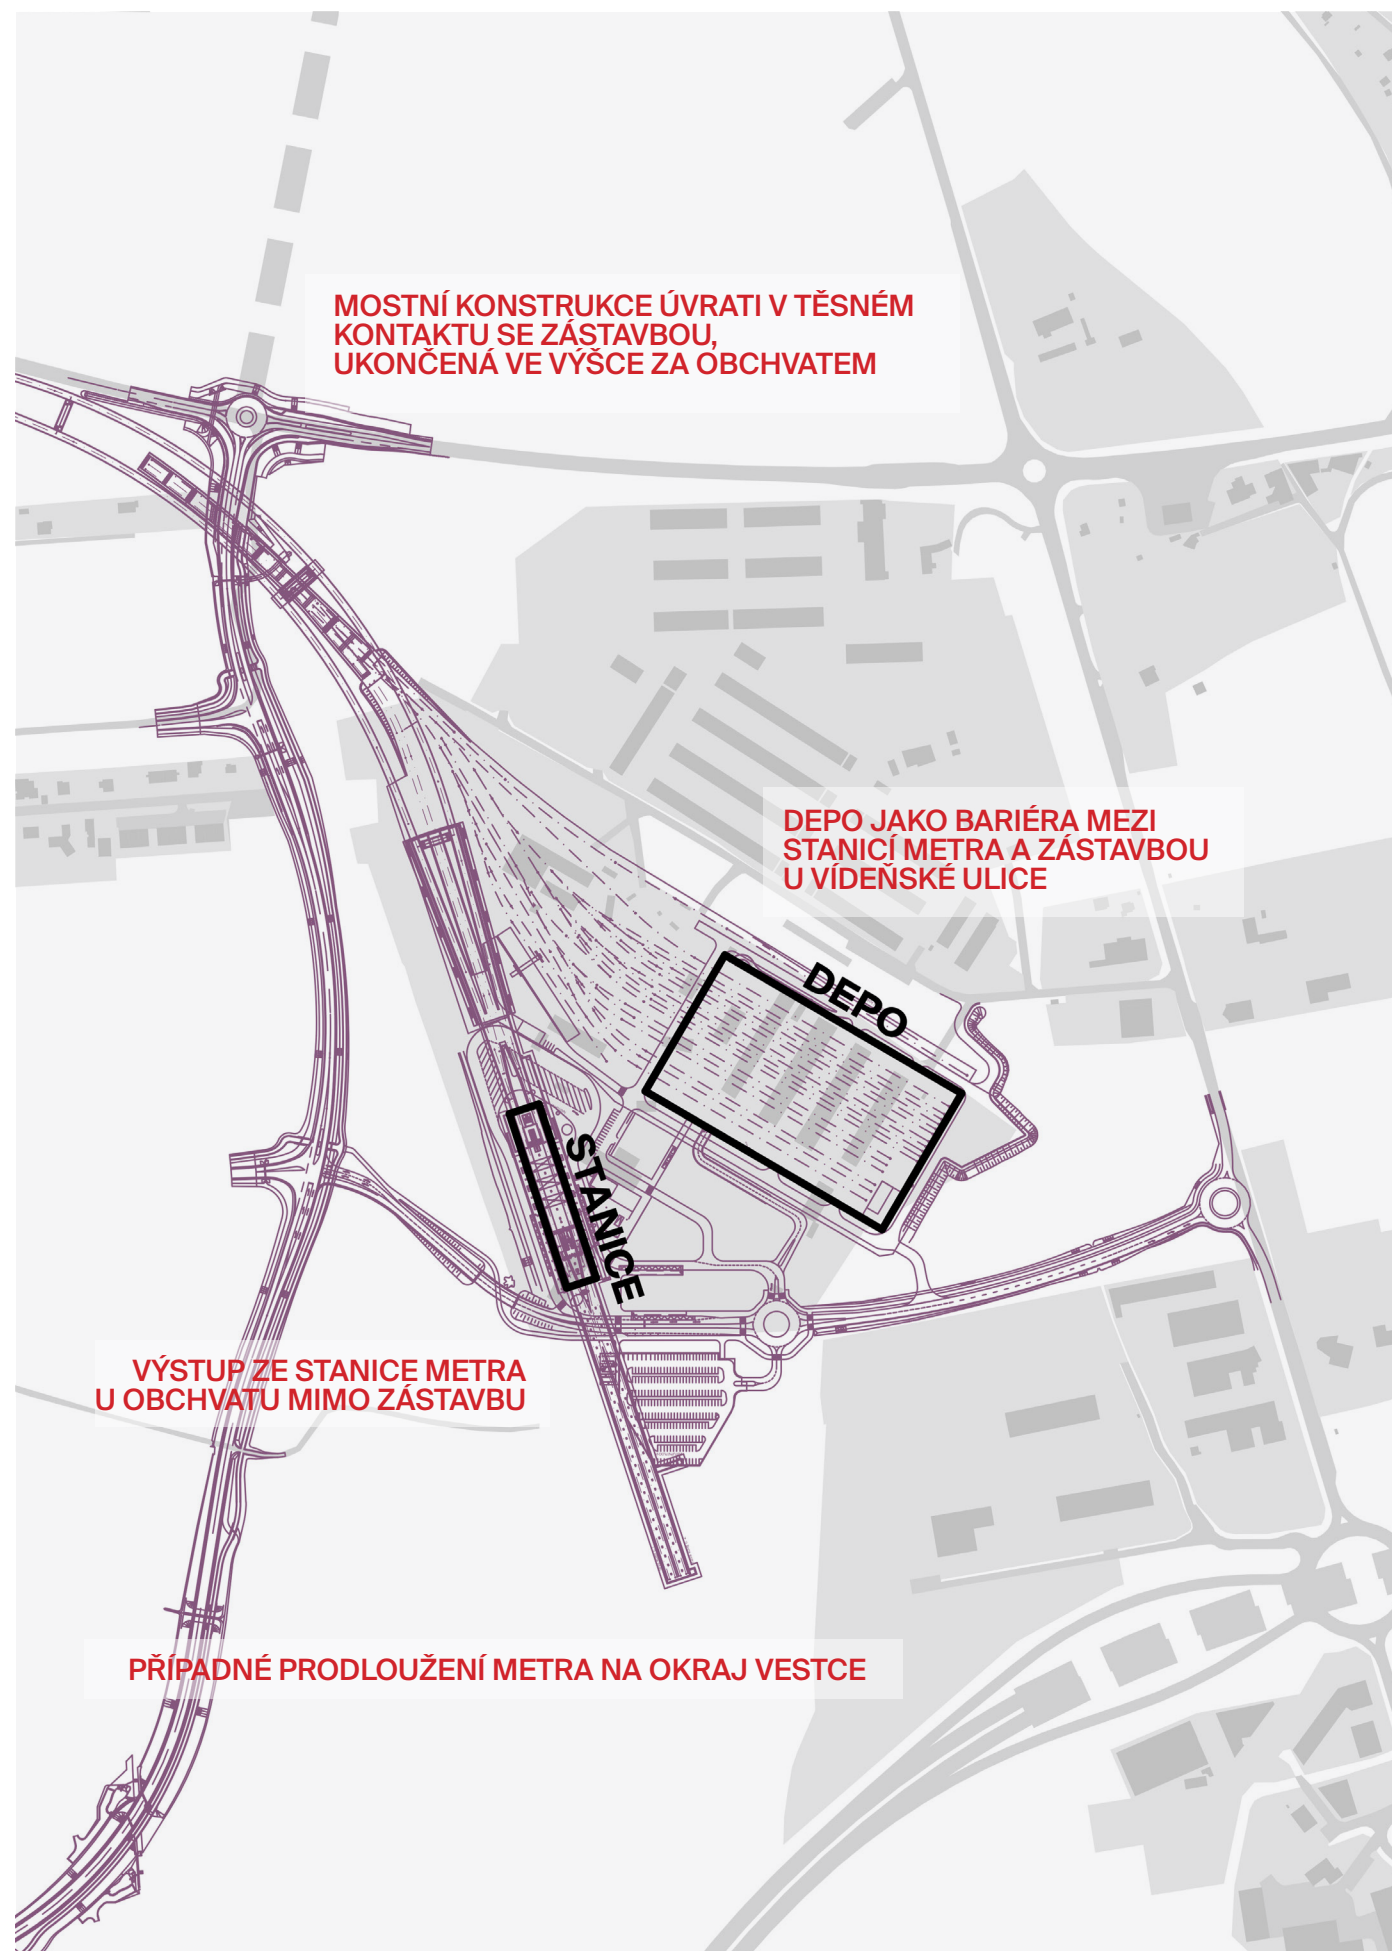 MOSTNÍ KONSTRUKCE ÚVRATI V TĚSNÉM
KONTAKTU SE ZÁSTAVBOU,
UKONČENÁ VE VÝŠCE ZA OBCHVATEM
DEPO JAKO BARIÉRA MEZI
STANICÍ METRA A ZÁSTAVBOU
U VÍDEŇSKÉ ULICE
DEPO
STANICE
VÝSTUP ZE STANICE METRA
U OBCHVATU MIMO ZÁSTAVBU
PŘÍPADNÉ PRODLOUŽENÍ METRA NA OKRAJ VESTCE